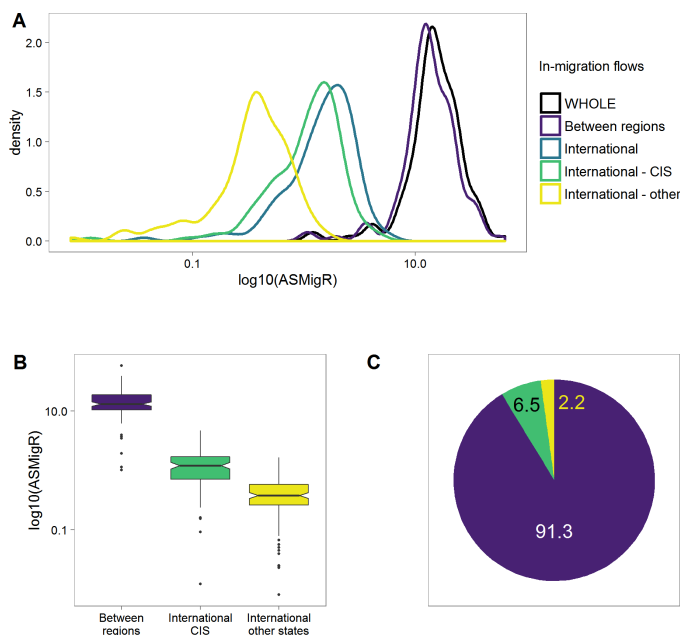 A
density
2.0
1.5
1.0
0.5
0.0
0.1
10.0
log10(ASMigR)
In-migration flows
WHOLE
Between regions
International
International - CIS
International - other
B
log10(ASMigR)
10.0
0.1
Between
regions
International
CIS
International
other states
C
6.5
2.2
91.3